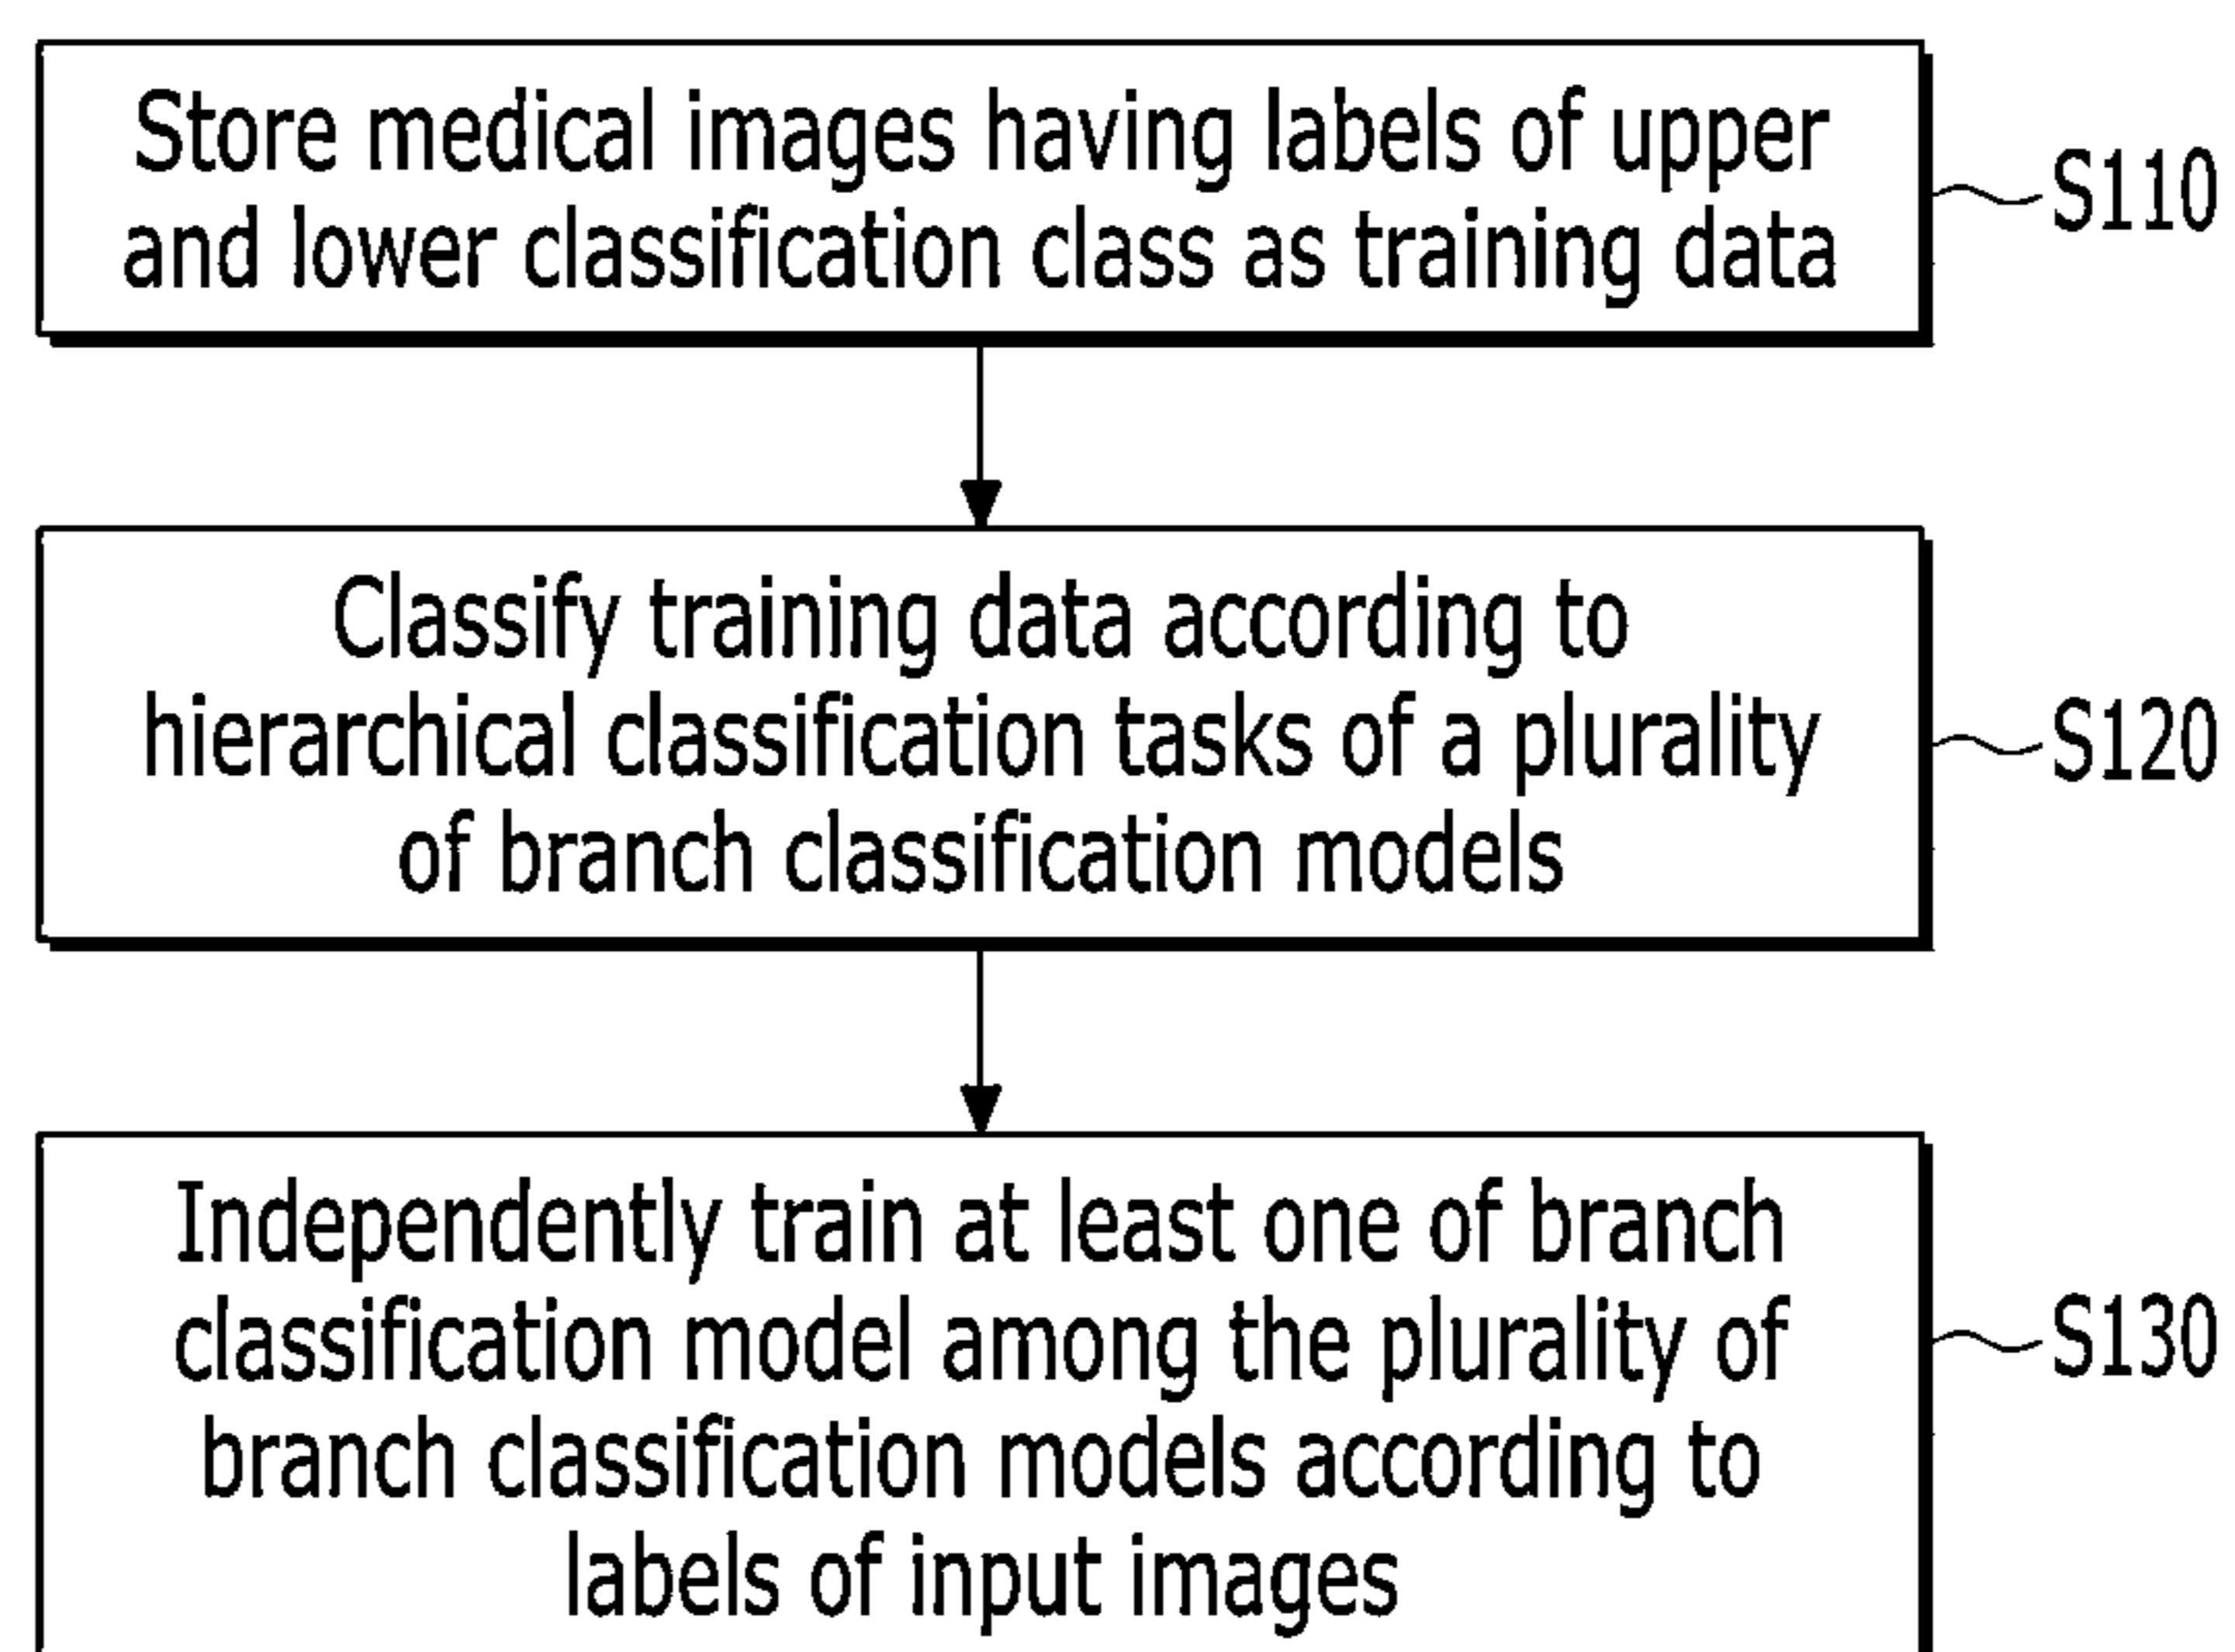 Store medical images having labels of upper
and lower classification class as training data
S110
Classify training data according to
hierarchical classification tasks of a plurality
of branch classification models
S120
Independently train at least one of branch
classification model among the plurality of
branch classification models according to
labels of input images
S130